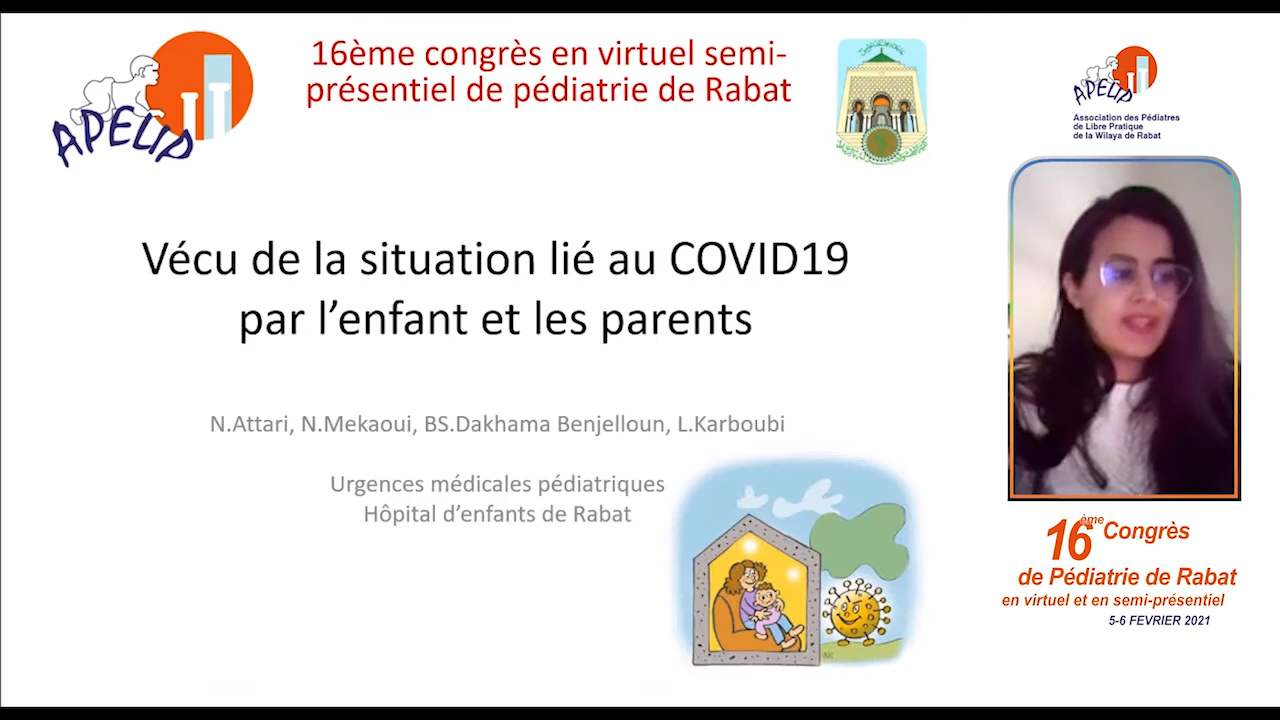 APELIP
16ème congrès en virtuel semi-
présentiel de pédiatrie de Rabat
Vécu de la situation lié au COVID19
par l’enfant et les parents
N.Attari, N.Mekaoui, BS.Dakhama Benjelloun, L.Karboubi
Urgences médicales pédiatriques
Hôpital d’enfants de Rabat
APELIP
Association des Pédiatres
de Libre Pratique
de la Wilaya de Rabat
16ème Congrès
de Pédiatrie de Rabat
en virtuel et en semi-présentiel
5-6 FEVRIER 2021